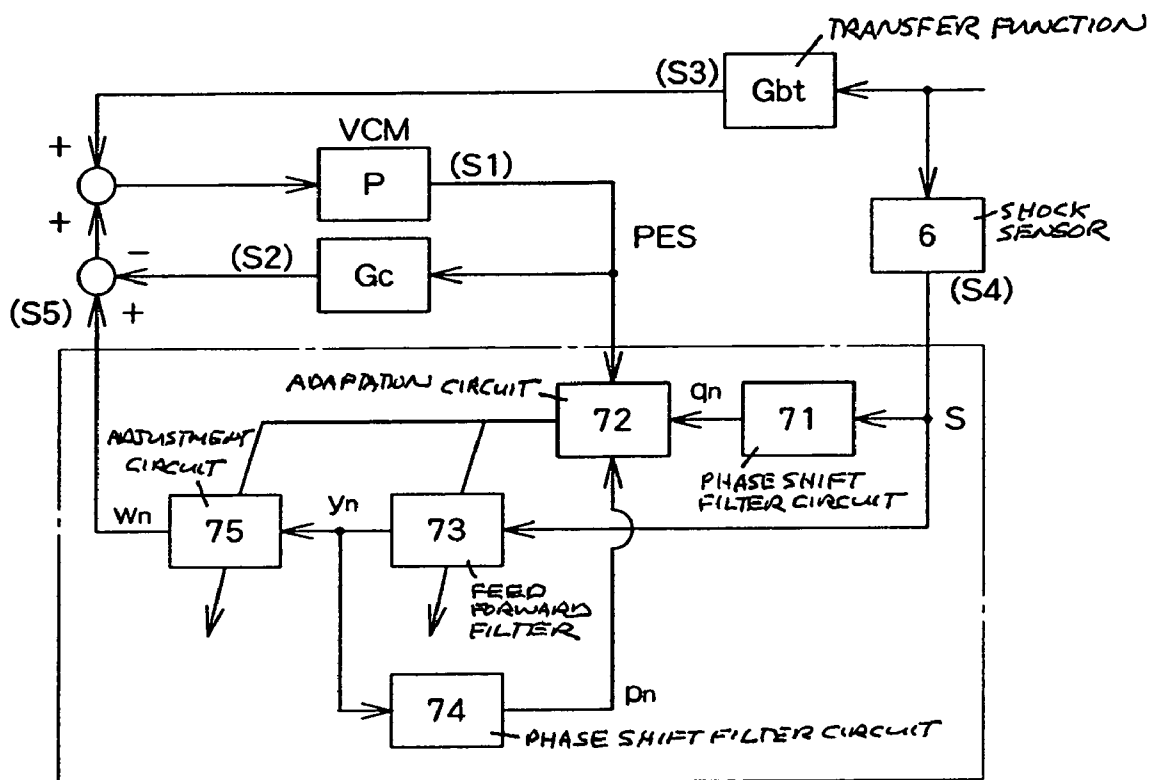 TRANSFER FUNCTION
(S3)
Gbt
VCM
+
P
(S1)
+
6
SHOCK
SENSOR
PES
−
(S2)
Gc
(S4)
(S5)
+
ADAPTATION CIRCUIT
72
qn
71
S
ADJUSTMENT
CIRCUIT
PHASE SHIFT
FILTER CIRCUIT
wn
75
yn
73
FEED
FORWARD
FILTER
74
pn
PHASE SHIFT FILTER CIRCUIT